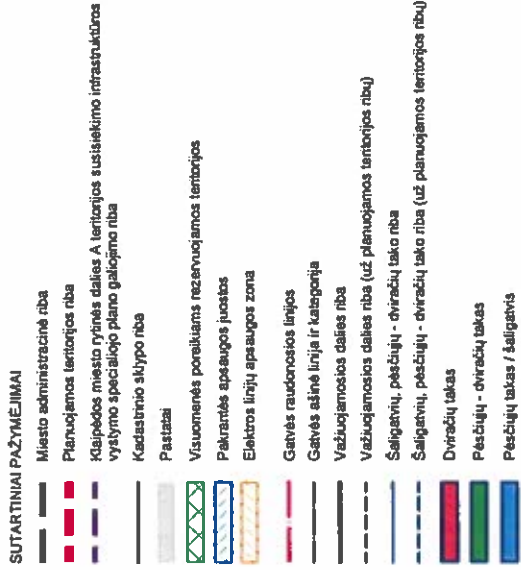 SUTARTINIAI PAŽYMĖJIMAI
Miesto administracinė riba
Planuojamos teritorijos riba
Klaipėdos miesto rytinės dalies A teritorijos susisiekimo infrastruktūros
vystymo specialiojo plano galiojimo riba
Kadastrinio sklypo riba
Pastatai
Visuomenės poreikiams rezervuojamos teritorijos
Pakrantės apsaugos juostos
Elektros linijų apsaugos zona
Gatvės raudonosios linijos
Gatvės ašinė linija ir kategorija
Važiuojamosios dalies riba
Važiuojamosios dalies riba (už planuojamos teritorijos ribų)
Šaligatvių, pėsčiųjų - dviračių tako riba
Šaligatvių, pėsčiųjų - dviračių tako riba (už planuojamos teritorijos ribų)
Dviračių takas
Pėsčiųjų - dviračių takas
Pėsčiųjų takas / šaligatvis